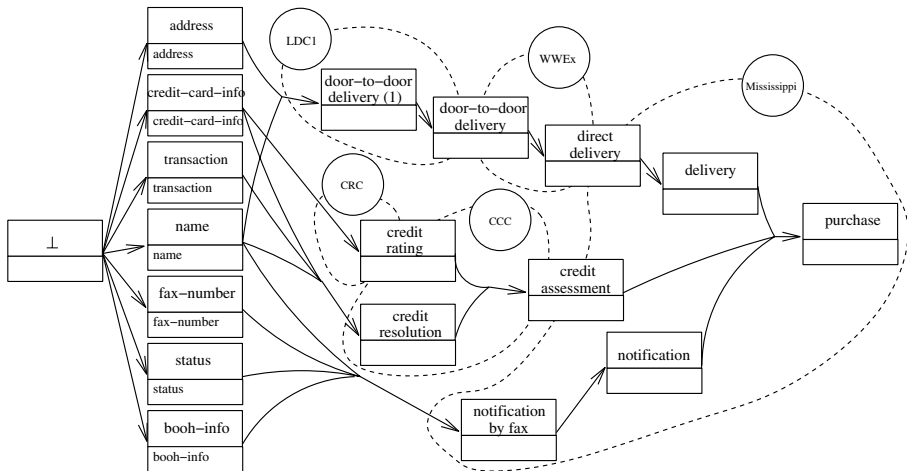 address
address
credit-card-info
credit-card-info
transaction
transaction
⊥
name
name
fax-number
fax-number
status
status
booh-info
booh-info
LDC1
WWEx
Mississippi
door-to-door
delivery (1)
door-to-door
delivery
direct
delivery
delivery
purchase
CRC
CCC
credit
rating
credit
assessment
credit
resolution
notification
notification
by fax